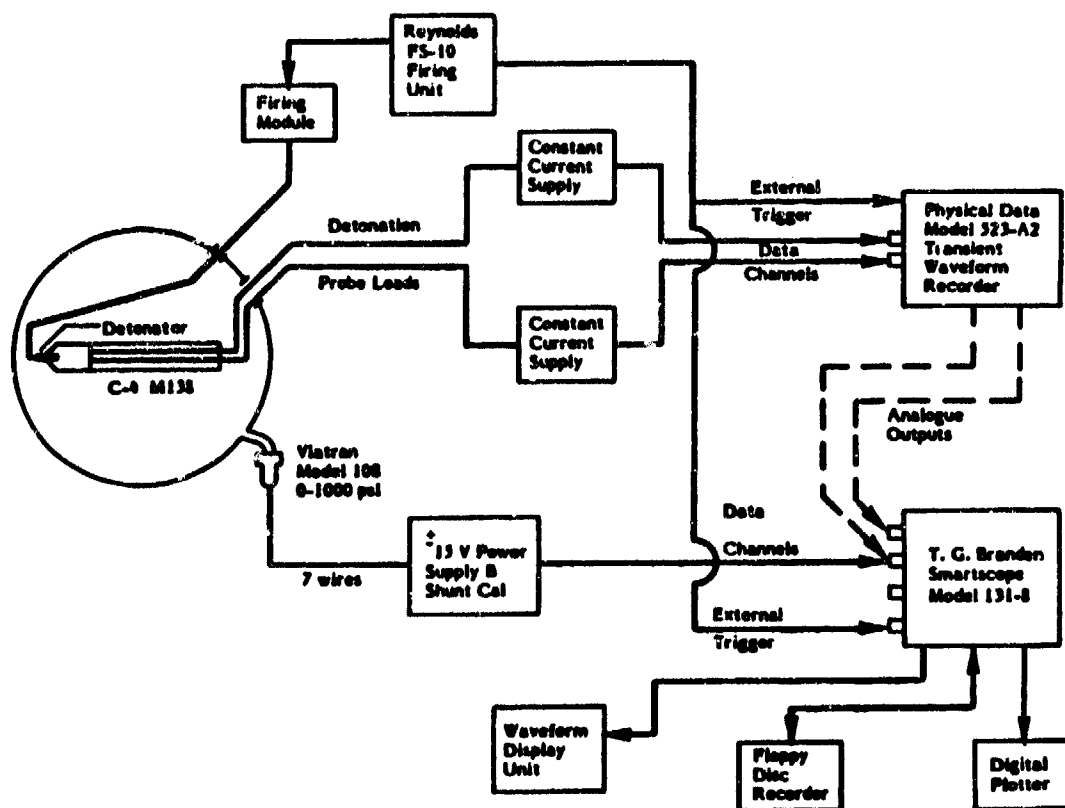 Reynolds
FS-10
Firing
Unit
Firing
Module
Constant
Current
Supply
External
Trigger
Physical Data
Model 523-A2
Transient
Waveform
Recorder
Detonation
Data
Channels
Probe Leads
Detonator
Constant
Current
Supply
C-4 M138
Analogue
Outputs
Viatran
Model 108
0-1000 psi
Data
Channels
± 15 V Power
Supply B
Shunt Cal
7 wires
T. G. Branden
Smartscope
Model 131-8
External
Trigger
Waveform
Display
Unit
Floppy
Disc
Recorder
Digital
Plotter